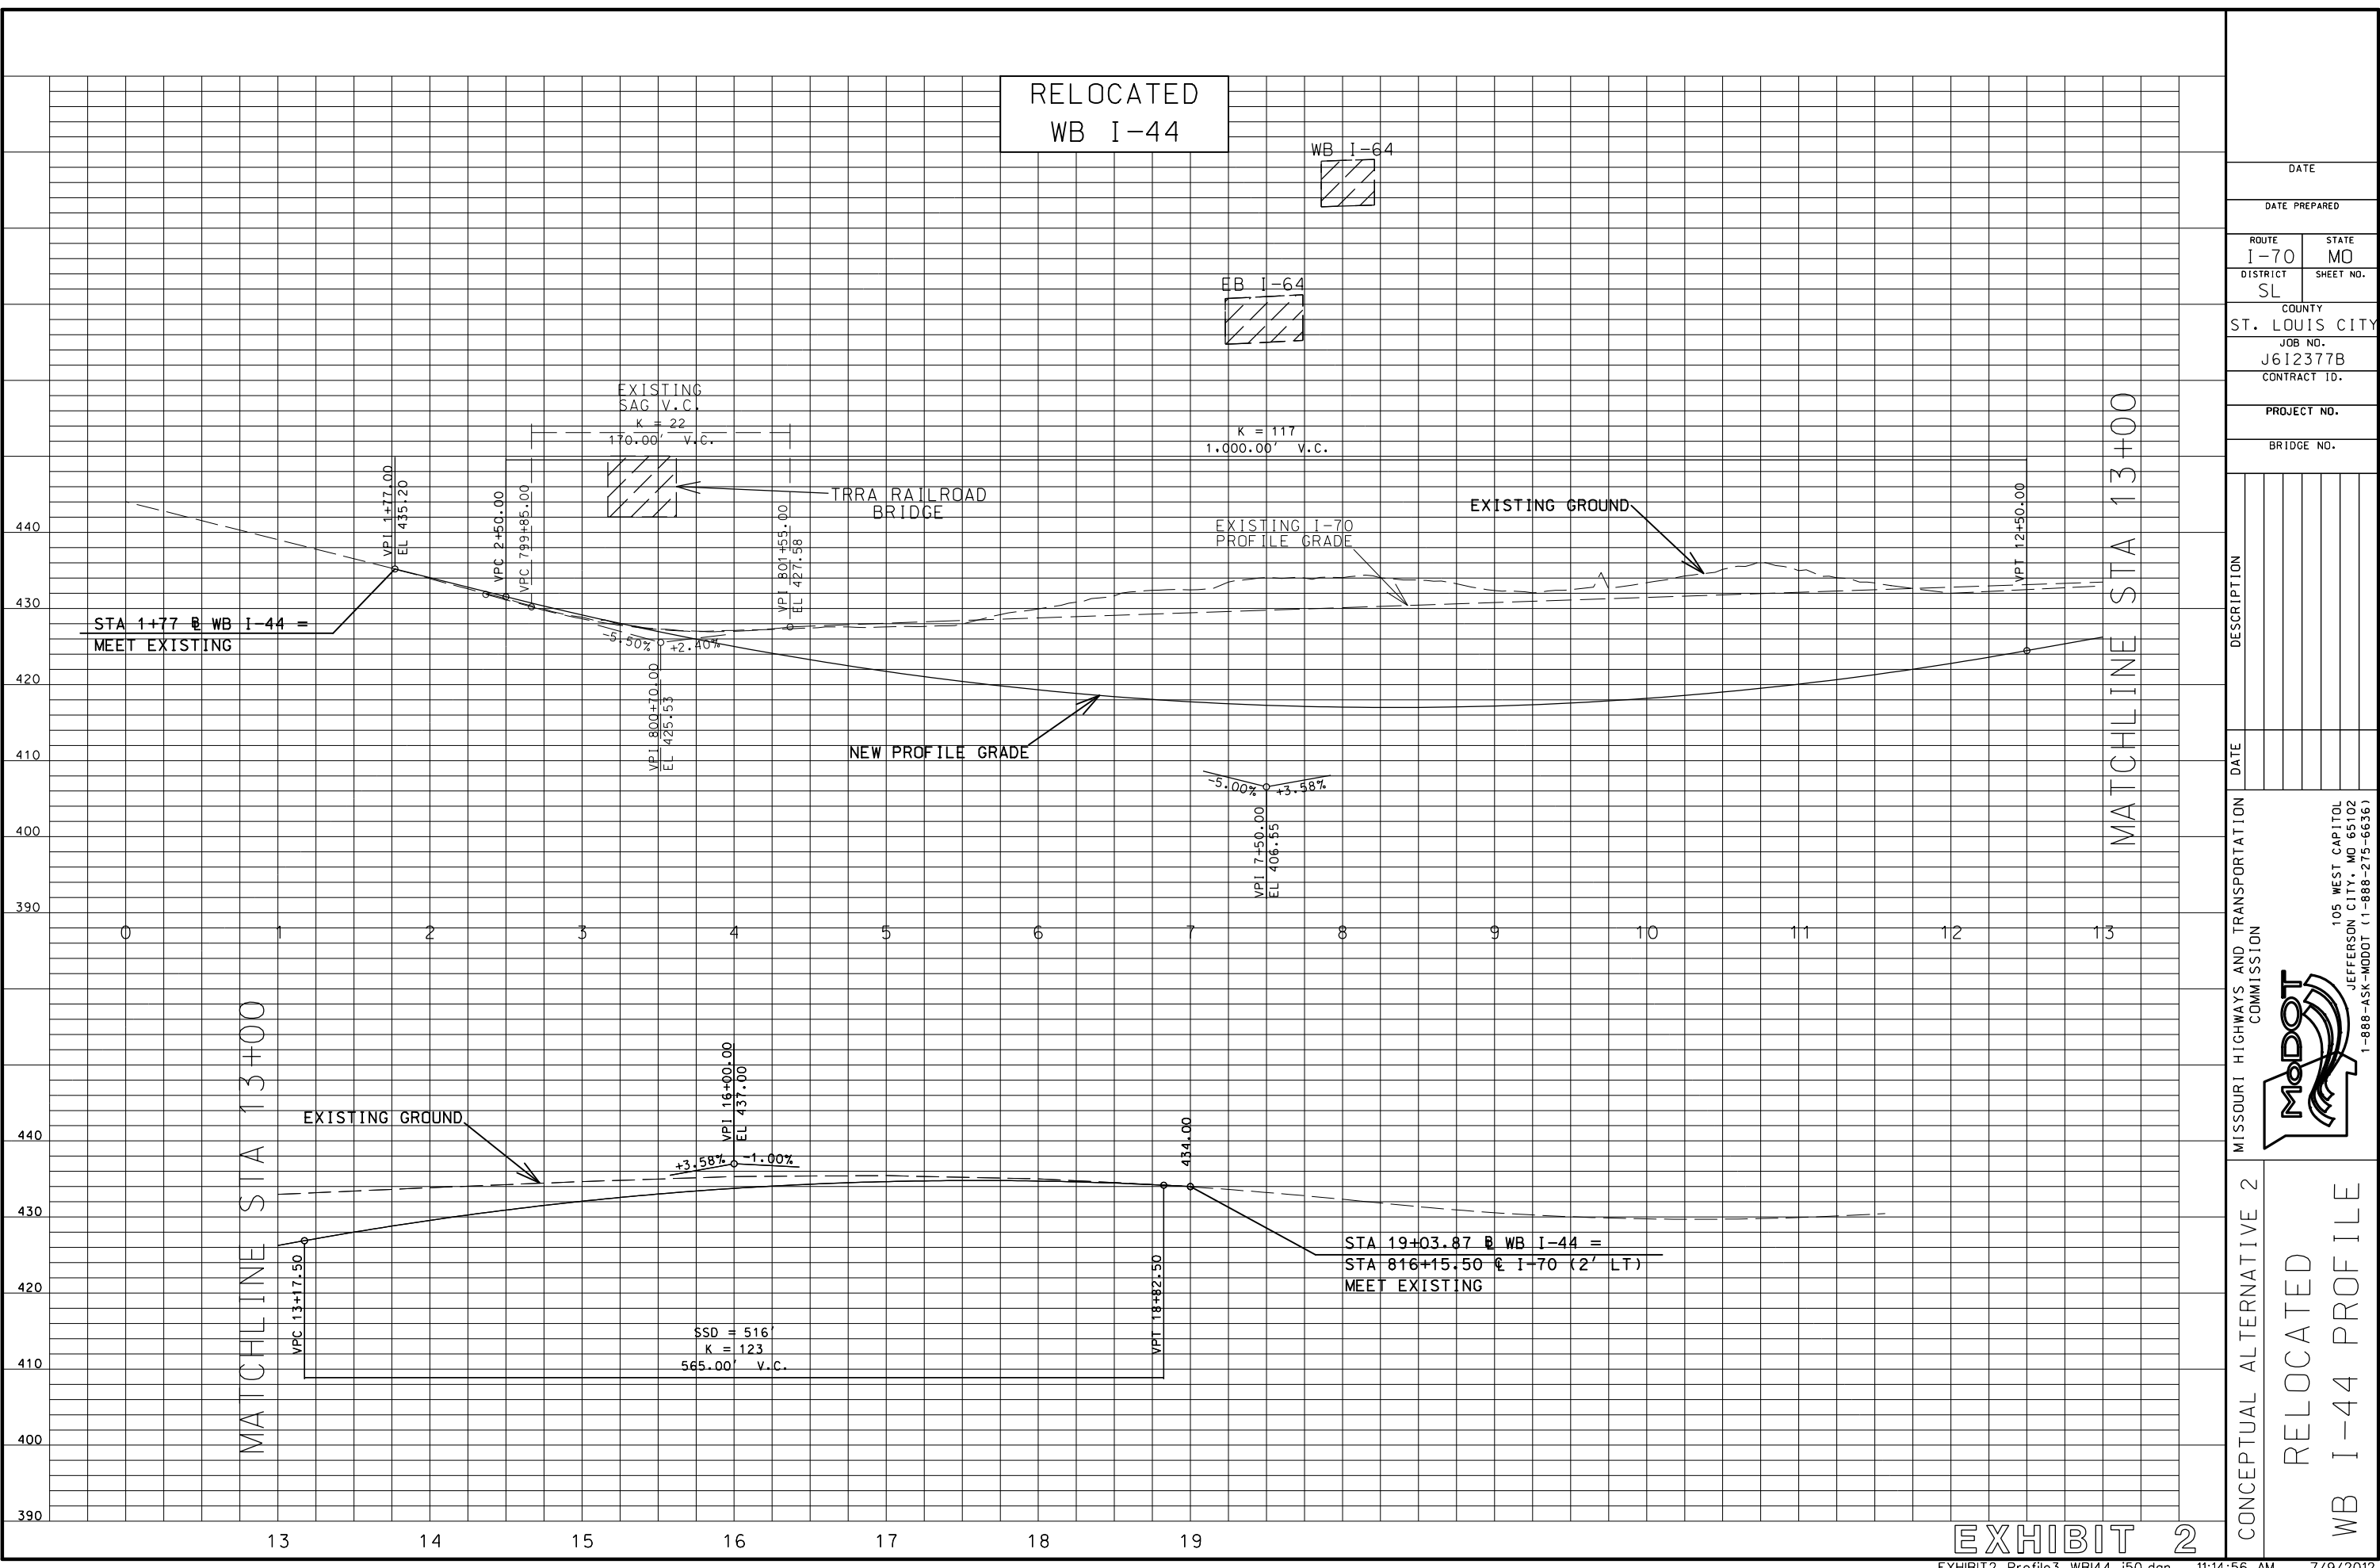 RELOCATED
WB I-44
WB I-64
EB I-64
EXISTING
SAG V.C.
K = 22
170.00' V.C.
K = 117
1,000.00' V.C.
TRRA RAILROAD
BRIDGE
EXISTING I-70
PROFILE GRADE
EXISTING GROUND
VPI 1+77.00
EL 435.20
VPC 2+50.00
VPC 799+85.00
VPI 801+55.00
EL 427.58
VPT 12+50.00
STA 1+77 ⅊ WB I-44 =
MEET EXISTING
-5.50%
+2.40%
VPI 800+70.00
EL 425.53
NEW PROFILE GRADE
-5.00%
+3.58%
VPI 7+50.00
EL 406.55
MATCHLINE STA 13+00
440
430
420
410
400
390
0 1 2 3 4 5 6 7 8 9 10 11 12 13
MATCHLINE STA 13+00
EXISTING GROUND
VPI 16+00.00
EL 437.00
+3.58%
-1.00%
434.00
VPC 13+17.50
VPT 18+82.50
SSD = 516'
K = 123
565.00' V.C.
STA 19+03.87 ⅊ WB I-44 =
STA 816+15.50 ℄ I-70 (2' LT)
MEET EXISTING
440
430
420
410
400
390
13 14 15 16 17 18 19
EXHIBIT 2
DATE
DATE PREPARED
ROUTE
I-70
STATE
MO
DISTRICT
SL
SHEET NO.
COUNTY
ST. LOUIS CITY
JOB NO.
J6I2377B
CONTRACT ID.
PROJECT NO.
BRIDGE NO.
DESCRIPTION
DATE
MISSOURI HIGHWAYS AND TRANSPORTATION
COMMISSION
MoDOT
105 WEST CAPITOL
JEFFERSON CITY, MO 65102
1-888-ASK-MODOT (1-888-275-6636)
CONCEPTUAL ALTERNATIVE 2
RELOCATED
WB I-44 PROFILE
11:14:56 AM
7/9/2012